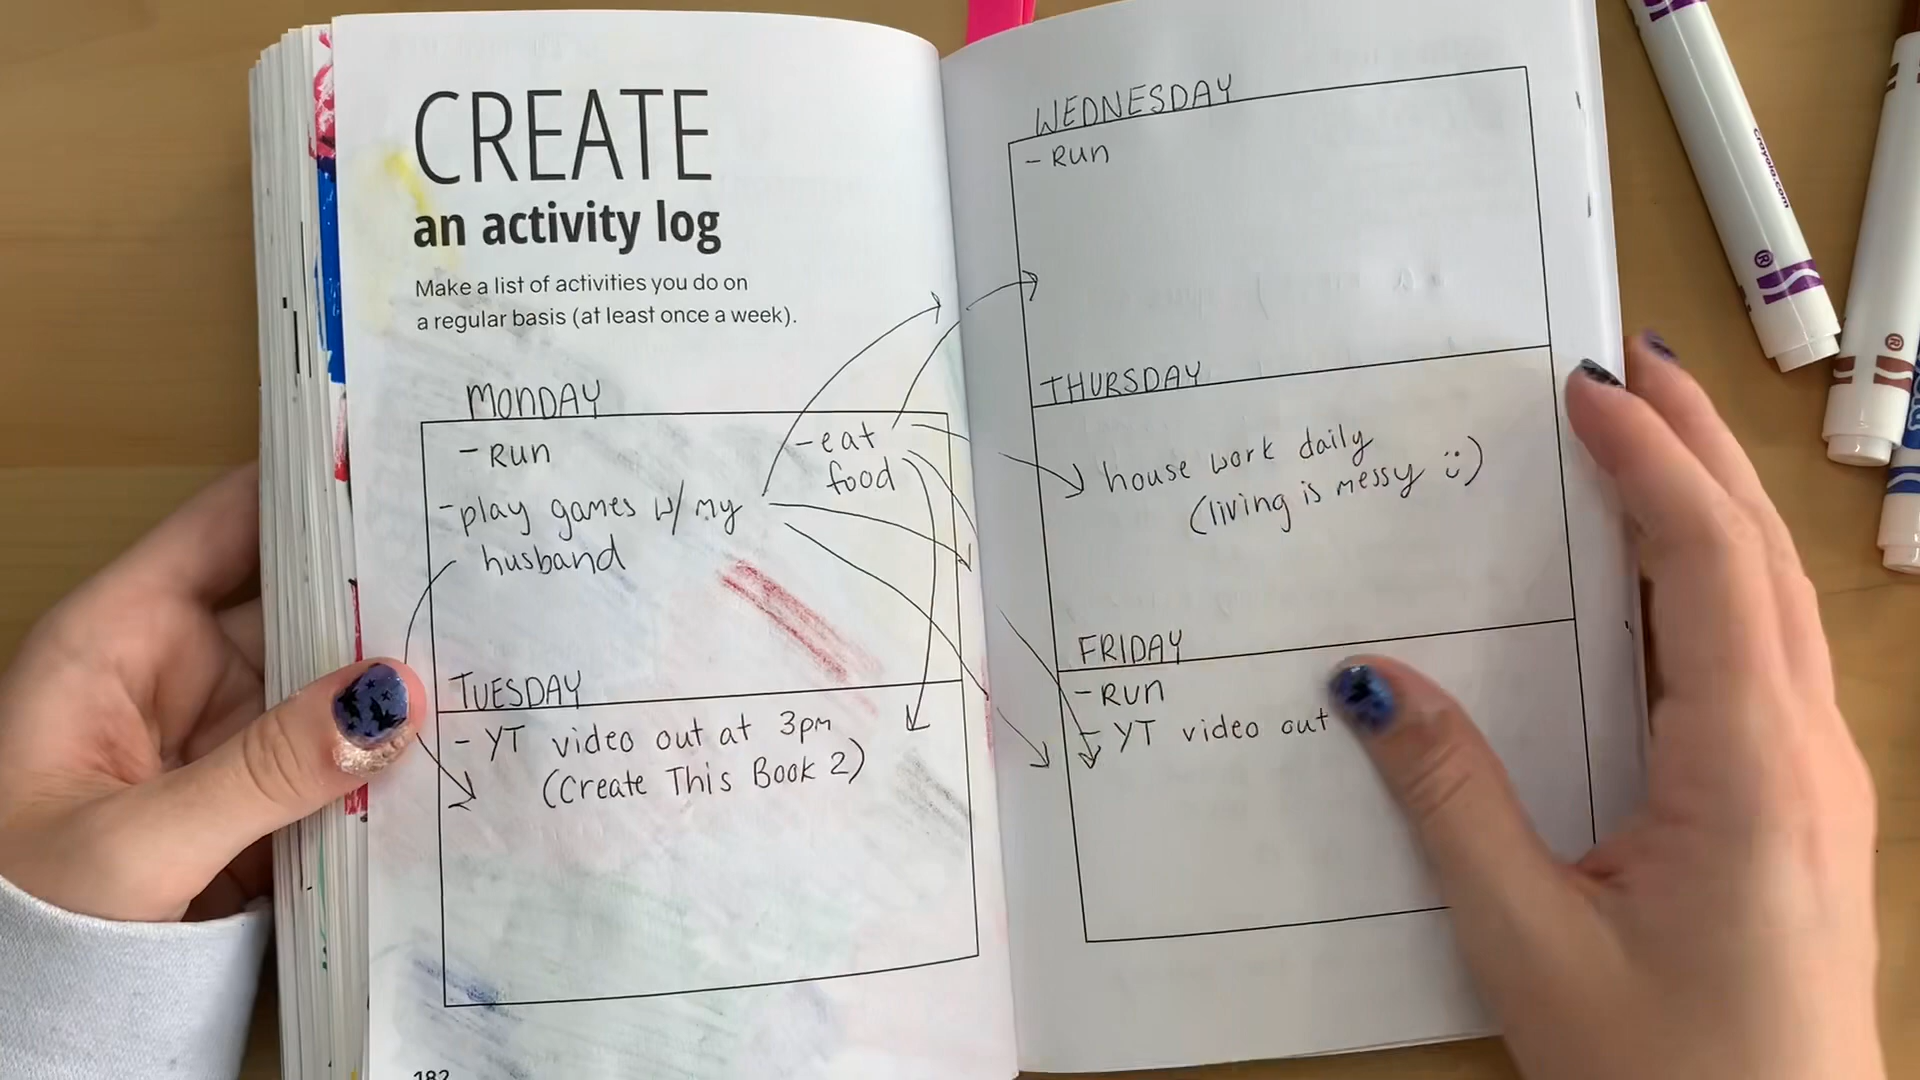 CREATE
an activity log
Make a list of activities you do on
a regular basis (at least once a week).
MONDAY
- Run
- play games w/ my
husband
- eat
food
TUESDAY
- YT video out at 3pm
(Create This Book 2)
182
WEDNESDAY
- Run
THURSDAY
house work daily
(living is messy :))
FRIDAY
- Run
- YT video out
crayola.com